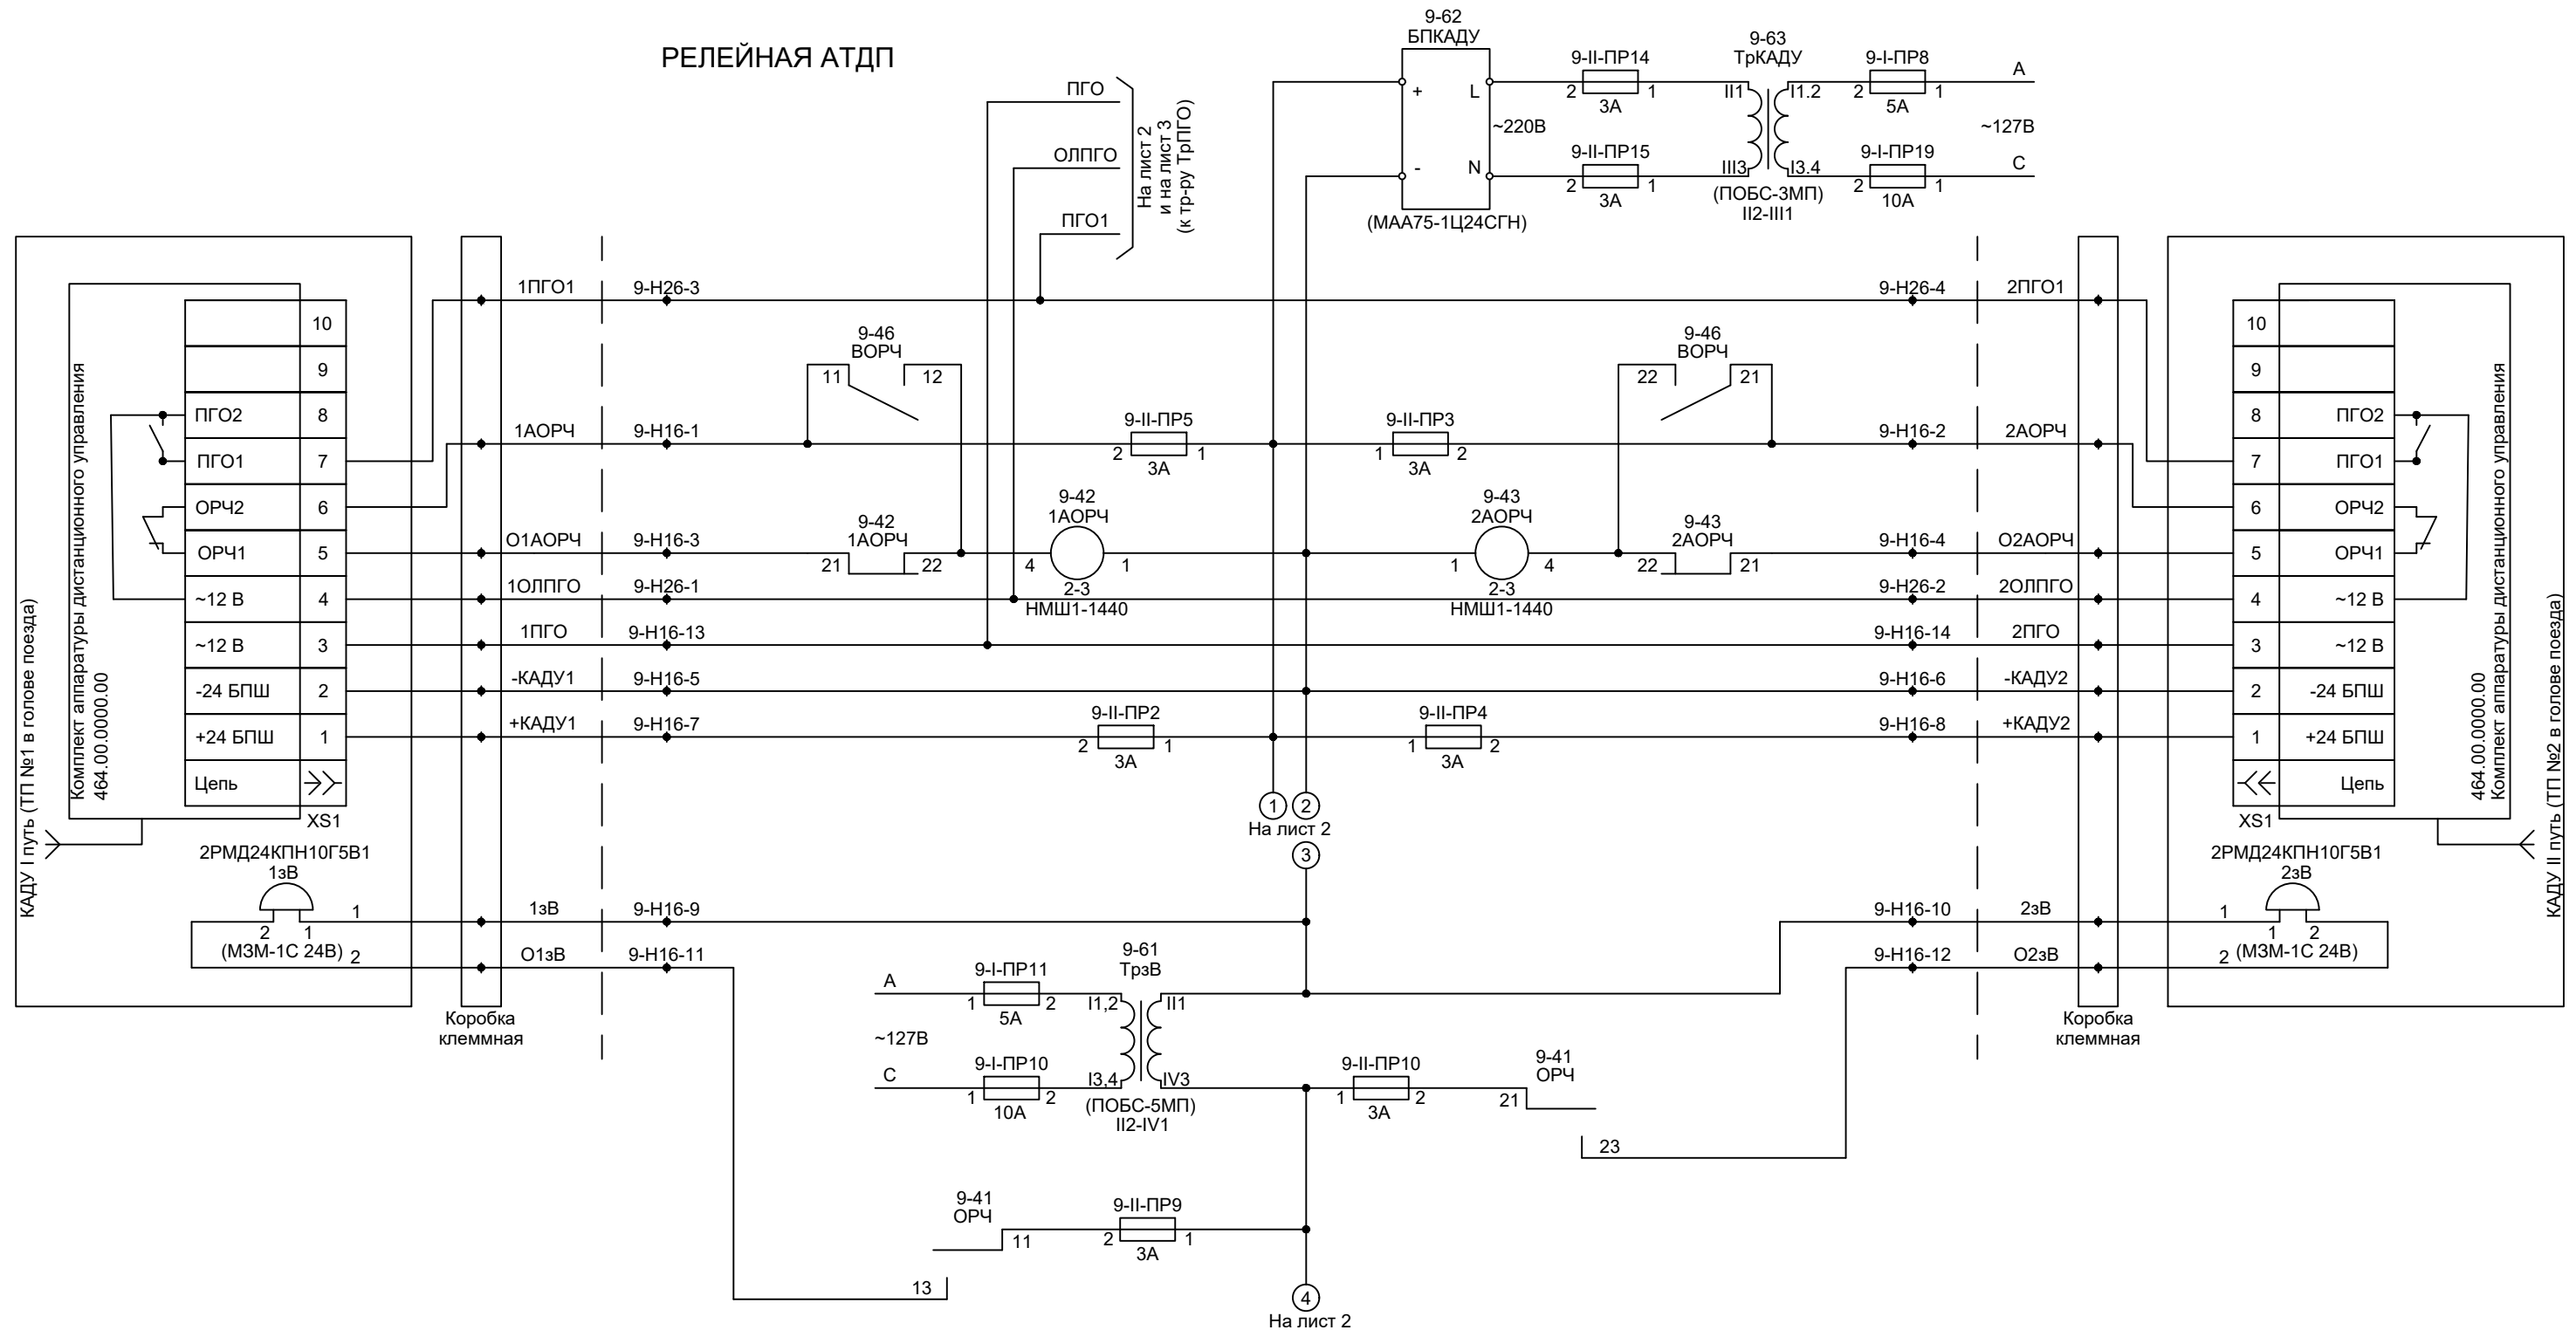 РЕЛЕЙНАЯ АТДП
9-62
БПКАДУ
+
L
-
N
~220В
(МАА75-1Ц24СГН)
9-II-ПР14
2 1
3А
9-II-ПР15
2 1
3А
9-63
ТрКАДУ
II1 I1.2
III3 I3.4
(ПОБС-3МП)
II2-III1
9-I-ПР8
2 1
5А
А
~127В
9-I-ПР19
2 1
10А
С
ПГО
ОЛПГО
ПГО1
На лист 2
и на лист 3
(к тр-ру ТрПГО)
КАДУ I путь (ТП №1 в голове поезда)
Комплект аппаратуры дистанционного управления
464.00.0000.00
10
9
ПГО2 8
ПГО1 7
ОРЧ2 6
ОРЧ1 5
~12 В 4
~12 В 3
-24 БПШ 2
+24 БПШ 1
Цепь
XS1
2РМД24КПН10Г5В1
1зВ
1
2 1
(МЗМ-1С 24В) 2
Коробка
клеммная
1ПГО1 9-Н26-3
1АОРЧ 9-Н16-1
О1АОРЧ 9-Н16-3
1ОЛПГО 9-Н26-1
1ПГО 9-Н16-13
-КАДУ1 9-Н16-5
+КАДУ1 9-Н16-7
1зВ 9-Н16-9
О1зВ 9-Н16-11
9-46
ВОРЧ
11 12
9-II-ПР5
2 1
3А
9-II-ПР3
1 2
3А
9-46
ВОРЧ
22 21
9-42
1АОРЧ
21 22
9-42
1АОРЧ
4 1
2-3
НМШ1-1440
9-43
2АОРЧ
1 4
2-3
НМШ1-1440
9-43
2АОРЧ
22 21
9-II-ПР2
2 1
3А
9-II-ПР4
1 2
3А
1 2
На лист 2
3
9-61
ТрзВ
А
9-I-ПР11
1 2
5А
I1,2 II1
~127В
С
9-I-ПР10
1 2
10А
I3,4 IV3
(ПОБС-5МП)
II2-IV1
9-II-ПР10
1 2
3А
9-41
ОРЧ
21
23
9-41
ОРЧ
11
13
9-II-ПР9
2 1
3А
4
На лист 2
9-Н26-4 2ПГО1
9-Н16-2 2АОРЧ
9-Н16-4 О2АОРЧ
9-Н26-2 2ОЛПГО
9-Н16-14 2ПГО
9-Н16-6 -КАДУ2
9-Н16-8 +КАДУ2
9-Н16-10 2зВ
9-Н16-12 О2зВ
Коробка
клеммная
10
9
8 ПГО2
7 ПГО1
6 ОРЧ2
5 ОРЧ1
4 ~12 В
3 ~12 В
2 -24 БПШ
1 +24 БПШ
Цепь
XS1
2РМД24КПН10Г5В1
2зВ
1
1 2
2 (МЗМ-1С 24В)
464.00.0000.00
Комплект аппаратуры дистанционного управления
КАДУ II путь (ТП №2 в голове поезда)